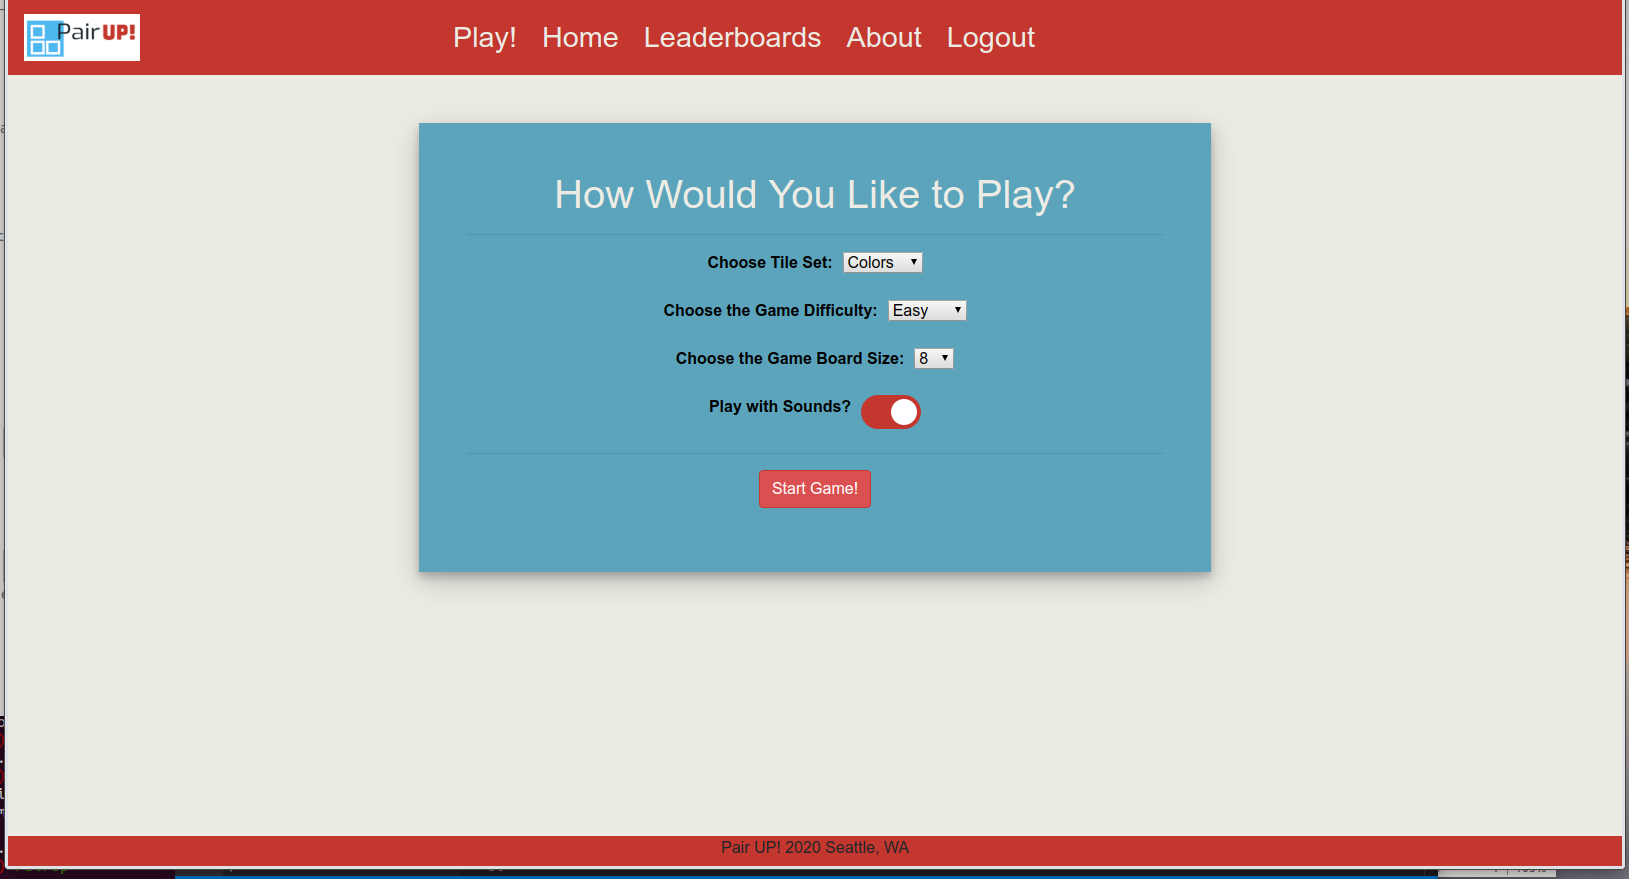 Pair UP!
Play! Home Leaderboards About Logout
How Would You Like to Play?
Choose Tile Set: Colors
Choose the Game Difficulty: Easy
Choose the Game Board Size: 8
Play with Sounds?
Start Game!
Pair UP! 2020 Seattle, WA